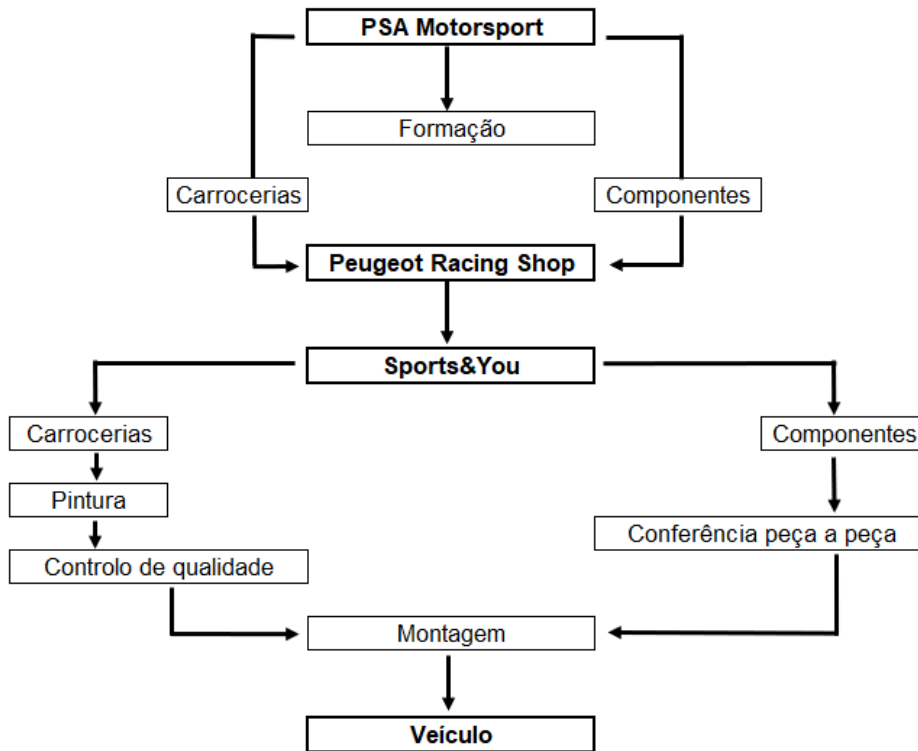 PSA Motorsport
Formação
Carrocerias
Componentes
Peugeot Racing Shop
Sports&You
Carrocerias
Componentes
Pintura
Conferência peça a peça
Controlo de qualidade
Montagem
Veículo